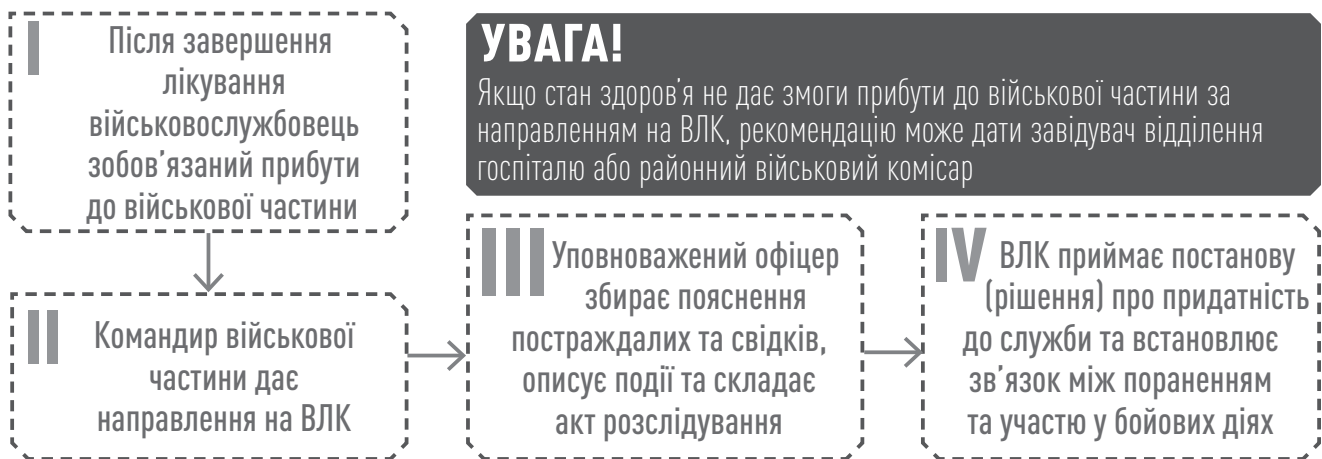 I
Після завершення
лікування
військовослужбовець
зобов'язаний прибути
до військової частини
УВАГА!
Якщо стан здоров'я не дає змоги прибути до військової частини за
направленням на ВЛК, рекомендацію може дати завідувач відділення
госпіталю або районний військовий комісар
II
Командир військової
частини дає
направлення на ВЛК
III
Уповноважений офіцер
збирає пояснення
постраждалих та свідків,
описує події та складає
акт розслідування
IV
ВЛК приймає постанову
(рішення) про придатність
до служби та встановлює
зв'язок між пораненням
та участю у бойових діях